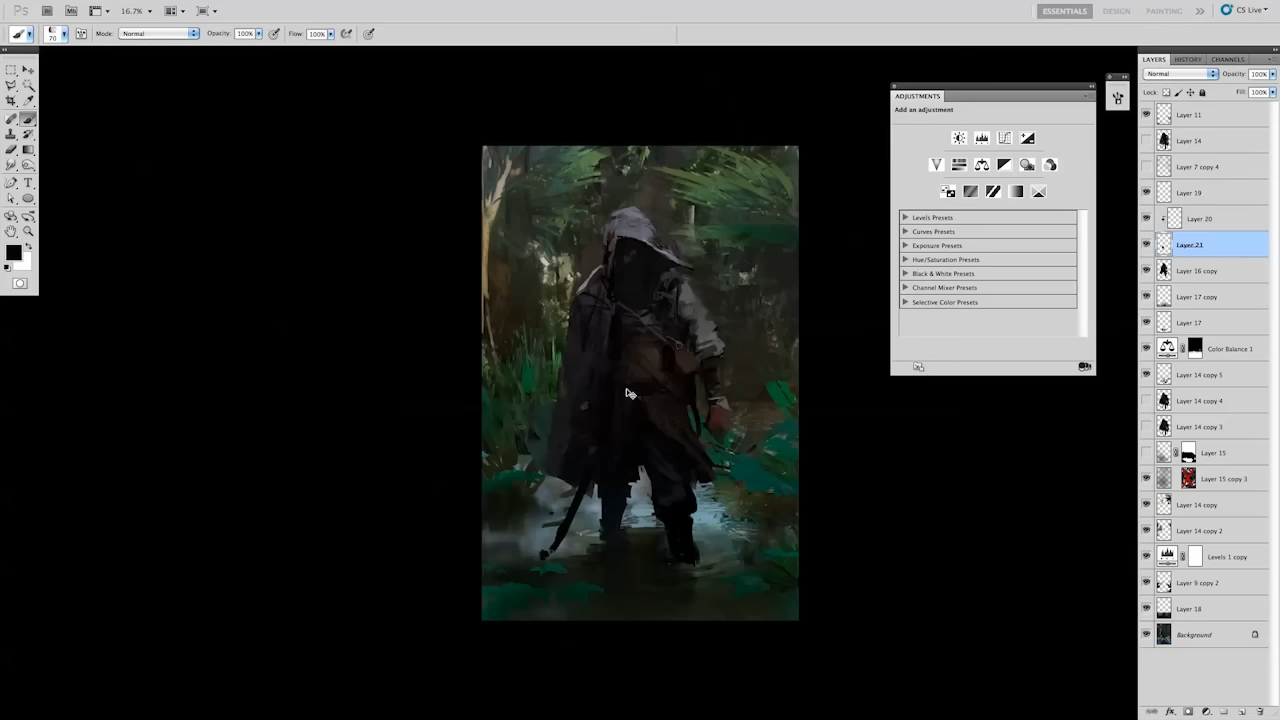 Ps Br Mb 16.7% ESSENTIALS DESIGN PAINTING CS Live
70 Mode: Normal Opacity: 100% Flow: 100%
LAYERS HISTORY CHANNELS
Normal Opacity: 100%
Lock: Fill: 100%
ADJUSTMENTS
Add an adjustment
Levels Presets
Curves Presets
Exposure Presets
Hue/Saturation Presets
Black & White Presets
Channel Mixer Presets
Selective Color Presets
Layer 11
Layer 14
Layer 7 copy 4
Layer 19
Layer 20
Layer 21
Layer 16 copy
Layer 17 copy
Layer 17
Color Balance 1
Layer 14 copy 5
Layer 14 copy 4
Layer 14 copy 3
Layer 15
Layer 15 copy 3
Layer 14 copy
Layer 14 copy 2
Levels 1 copy
Layer 9 copy 2
Layer 18
Background